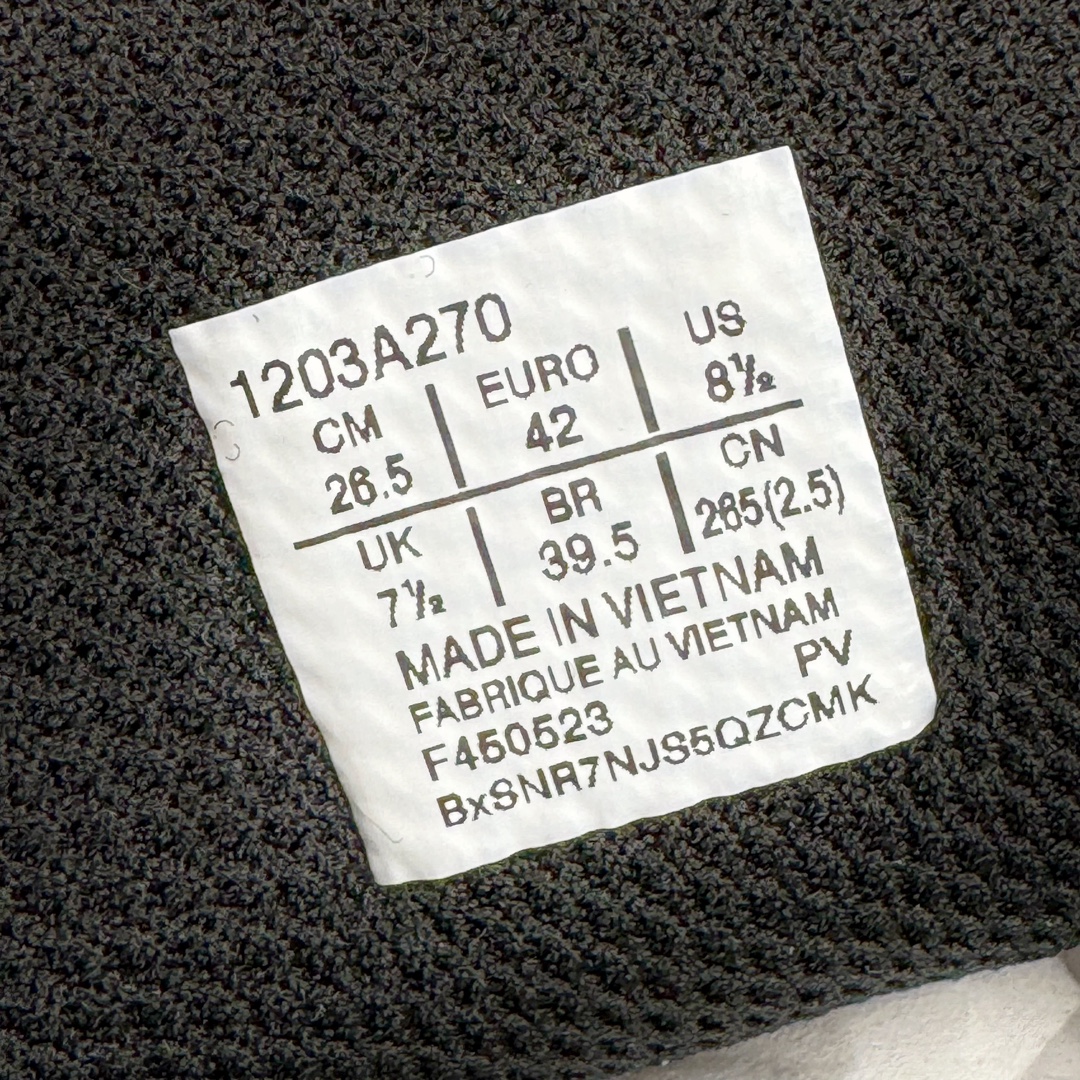 1203A270
CM EURO US
26.5 42 8½
UK BR CN
7½ 39.5 265(2.5)
MADE IN VIETNAM
FABRIQUE AU VIETNAM
PV
F450523
BxSNR7NJS5QZCMK